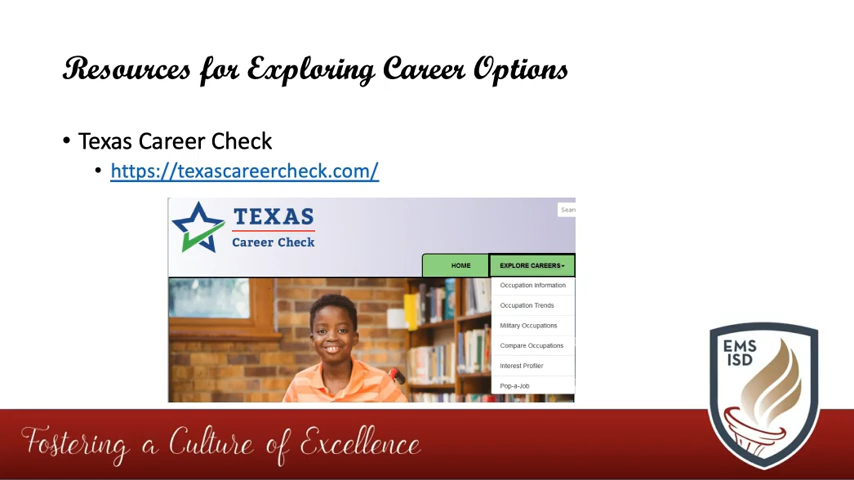 Resources for Exploring Career Options
• Texas Career Check
• https://texascareercheck.com/
TEXAS
Career Check
Sear
HOME
EXPLORE CAREERS
Occupation Information
Occupation Trends
Military Occupations
Compare Occupations
Interest Profiler
Pop-a-Job
EMS
ISD
Fostering a Culture of Excellence